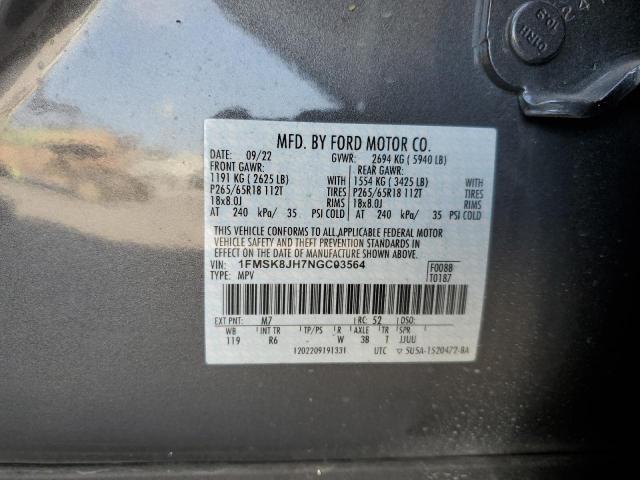 MFD. BY FORD MOTOR CO.
DATE: 09/22 GVWR: 2694 KG ( 5940 LB)
FRONT GAWR: REAR GAWR:
1191 KG ( 2625 LB) 1554 KG ( 3425 LB)
P265/65R18 112T P265/65R18 112T
18x8.0J RIMS 18x8.0J RIMS
AT 240 kPa/ 35 PSI COLD AT 240 kPa/ 35 PSI COLD
THIS VEHICLE CONFORMS TO ALL APPLICABLE FEDERAL MOTOR
VEHICLE SAFETY AND THEFT PREVENTION STANDARDS IN
EFFECT ON THE DATE OF MANUFACTURE SHOWN ABOVE.
VIN: 1FMSK8JH7NGC03564 F0088
TYPE: MPV T0187
EXT PNT: M7 RC: 52 DSO:
WB INT TR TP/PS R AXLE TR SPR
119 R6 - W 38 T JJUU
1202209191331 UTC 5U5A-1520472-BA